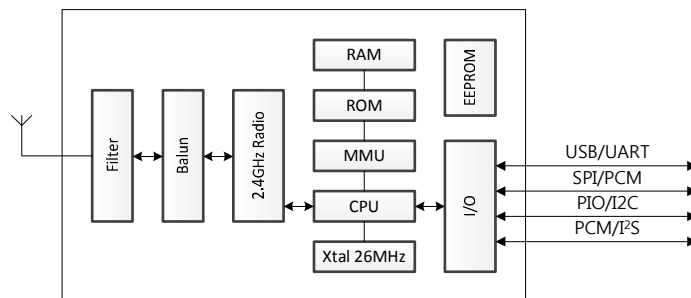 RAM
EEPROM
ROM
Filter
Balun
2.4GHz Radio
MMU
CPU
Xtal 26MHz
I/O
USB/UART
SPI/PCM
PIO/I2C
PCM/I²S